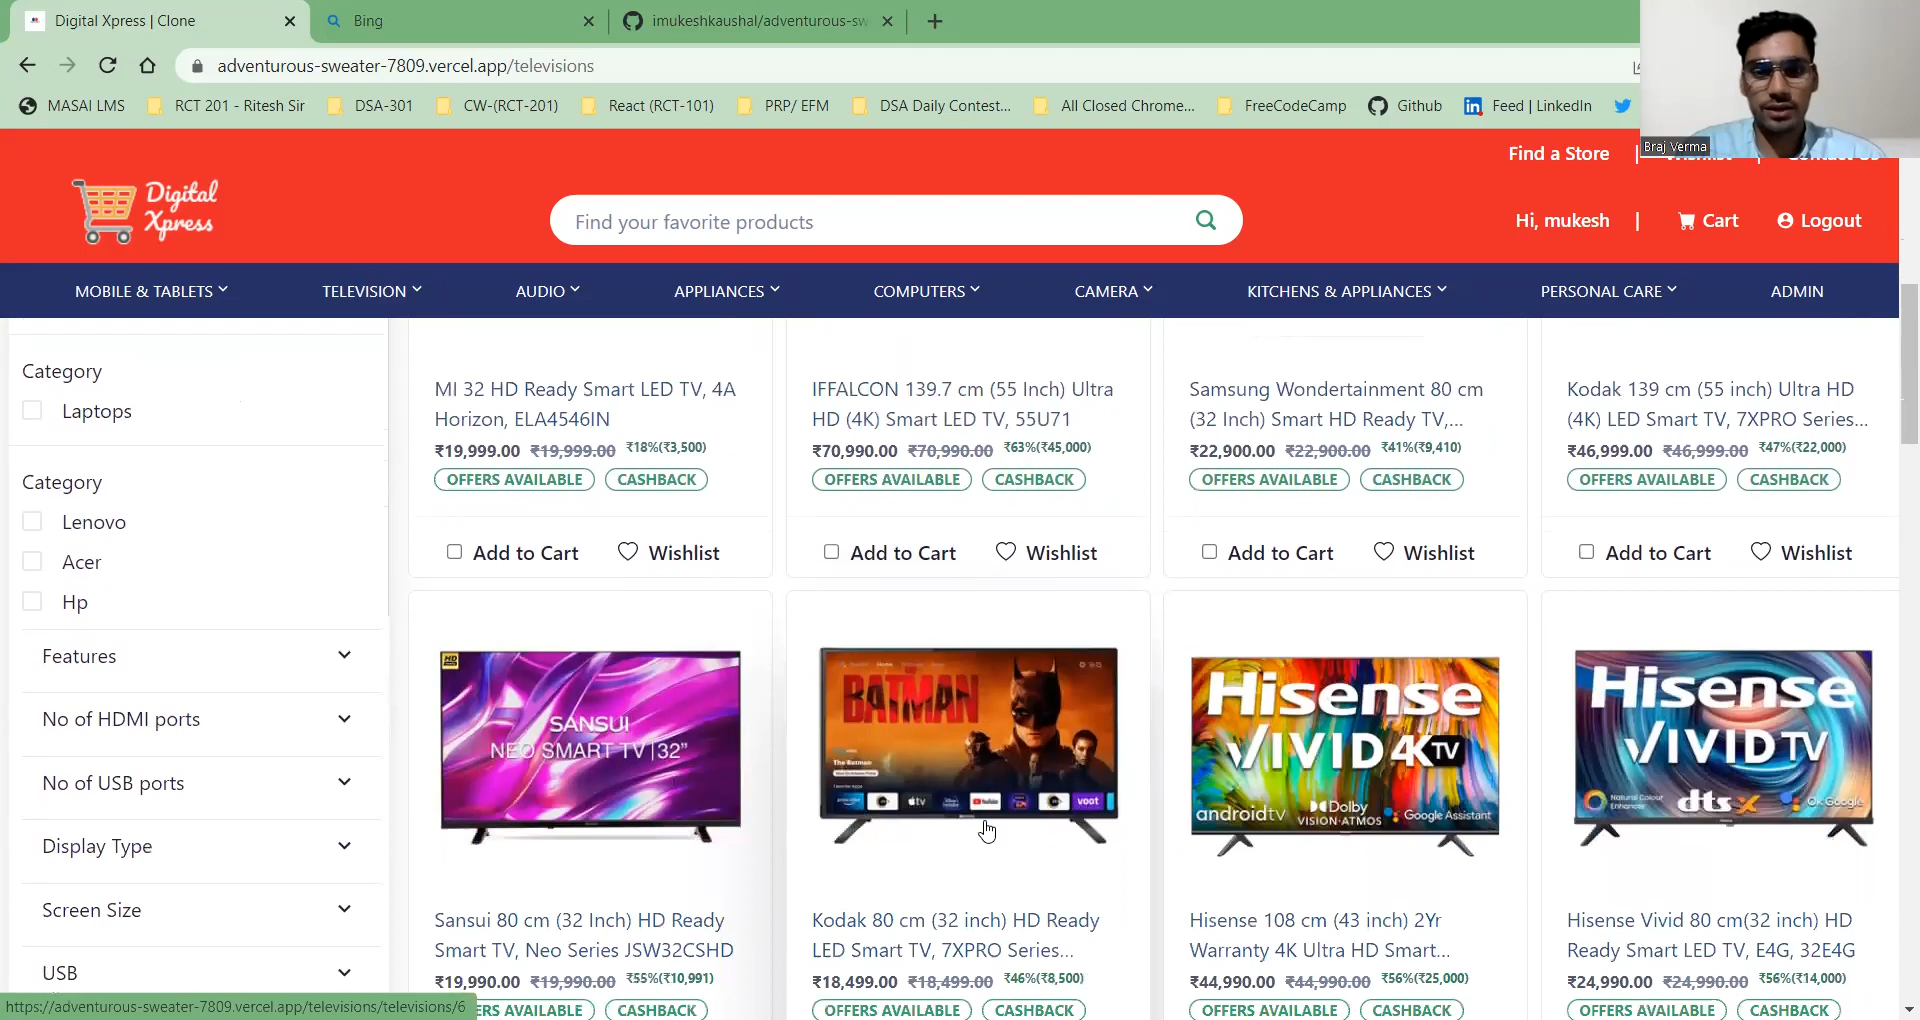 Digital Xpress | Clone
Bing
imukeshkaushal/adventurous-sw
adventurous-sweater-7809.vercel.app/televisions
MASAI LMS
RCT 201 - Ritesh Sir
DSA-301
CW-(RCT-201)
React (RCT-101)
PRP/ EFM
DSA Daily Contest...
All Closed Chrome...
FreeCodeCamp
Github
Feed | LinkedIn
Braj Verma
Find a Store |
Digital
Xpress
Find your favorite products
Hi, mukesh | Cart Logout
MOBILE & TABLETS
TELEVISION
AUDIO
APPLIANCES
COMPUTERS
CAMERA
KITCHENS & APPLIANCES
PERSONAL CARE
ADMIN
Category
Laptops
Category
Lenovo
Acer
Hp
Features
No of HDMI ports
No of USB ports
Display Type
Screen Size
USB
MI 32 HD Ready Smart LED TV, 4A
Horizon, ELA4546IN
₹19,999.00 ₹19,999.00 ₹18%(₹3,500)
OFFERS AVAILABLE CASHBACK
Add to Cart Wishlist
IFFALCON 139.7 cm (55 Inch) Ultra
HD (4K) Smart LED TV, 55U71
₹70,990.00 ₹70,990.00 ₹63%(₹45,000)
OFFERS AVAILABLE CASHBACK
Add to Cart Wishlist
Samsung Wondertainment 80 cm
(32 Inch) Smart HD Ready TV,...
₹22,900.00 ₹22,900.00 ₹41%(₹9,410)
OFFERS AVAILABLE CASHBACK
Add to Cart Wishlist
Kodak 139 cm (55 inch) Ultra HD
(4K) LED Smart TV, 7XPRO Series...
₹46,999.00 ₹46,999.00 ₹47%(₹22,000)
OFFERS AVAILABLE CASHBACK
Add to Cart Wishlist
HD
SANSUI
NEO SMART TV|32"
Sansui 80 cm (32 Inch) HD Ready
Smart TV, Neo Series JSW32CSHD
₹19,990.00 ₹19,990.00 ₹55%(₹10,991)
ERS AVAILABLE CASHBACK
BATMAN
The Batman
tv
YouTube
voot
Kodak 80 cm (32 inch) HD Ready
LED Smart TV, 7XPRO Series...
₹18,499.00 ₹18,499.00 ₹46%(₹8,500)
OFFERS AVAILABLE CASHBACK
Hisense
VIVID 4K TV
androidtv
Dolby
VISION·ATMOS
Google Assistant
Hisense 108 cm (43 inch) 2Yr
Warranty 4K Ultra HD Smart...
₹44,990.00 ₹44,990.00 ₹56%(₹25,000)
OFFERS AVAILABLE CASHBACK
Hisense
VIVID TV
Natural Colour
Enhancer
dts X
Ok Google
Hisense Vivid 80 cm(32 inch) HD
Ready Smart LED TV, E4G, 32E4G
₹24,990.00 ₹24,990.00 ₹56%(₹14,000)
OFFERS AVAILABLE CASHBACK
https://adventurous-sweater-7809.vercel.app/televisions/televisions/6